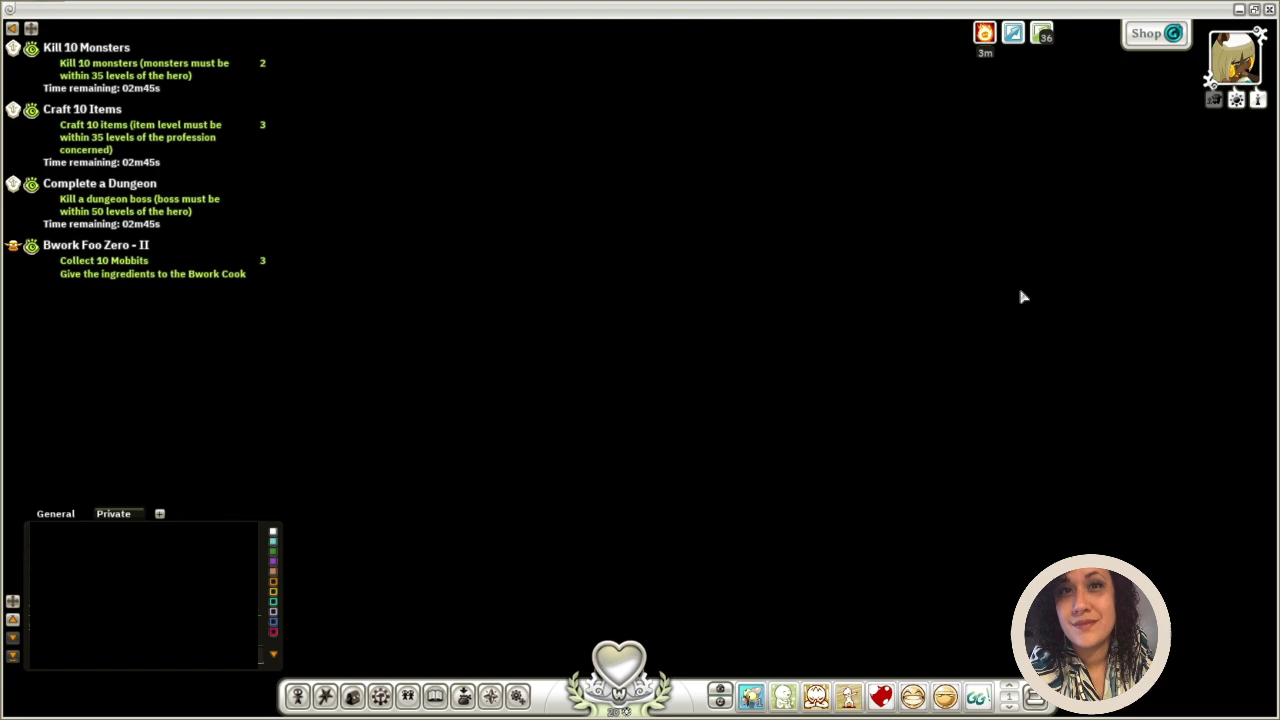 Kill 10 Monsters
Kill 10 monsters (monsters must be 2
within 35 levels of the hero)
Time remaining: 02m45s
Craft 10 Items
Craft 10 items (item level must be 3
within 35 levels of the profession
concerned)
Time remaining: 02m45s
Complete a Dungeon
Kill a dungeon boss (boss must be
within 50 levels of the hero)
Time remaining: 02m45s
Bwork Foo Zero - II
Collect 10 Mobbits 3
Give the ingredients to the Bwork Cook
36
3m
Shop
General Private
W
GG!
1